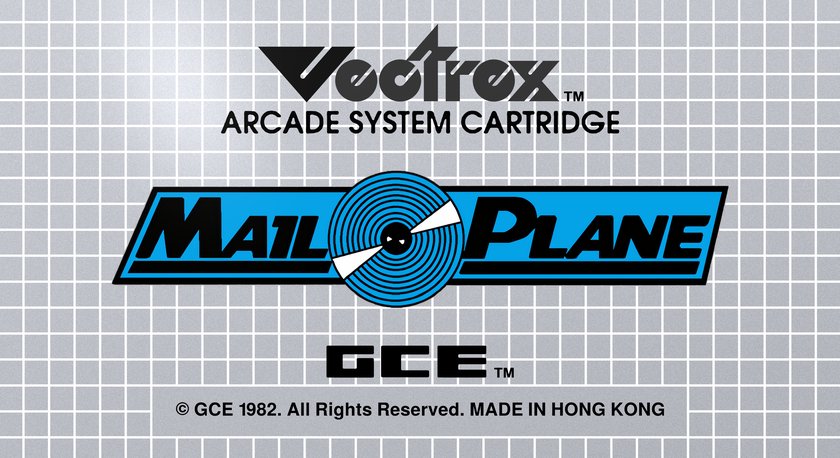 Vectrex™
ARCADE SYSTEM CARTRIDGE
MAIL PLANE
GCE™
© GCE 1982. All Rights Reserved. MADE IN HONG KONG